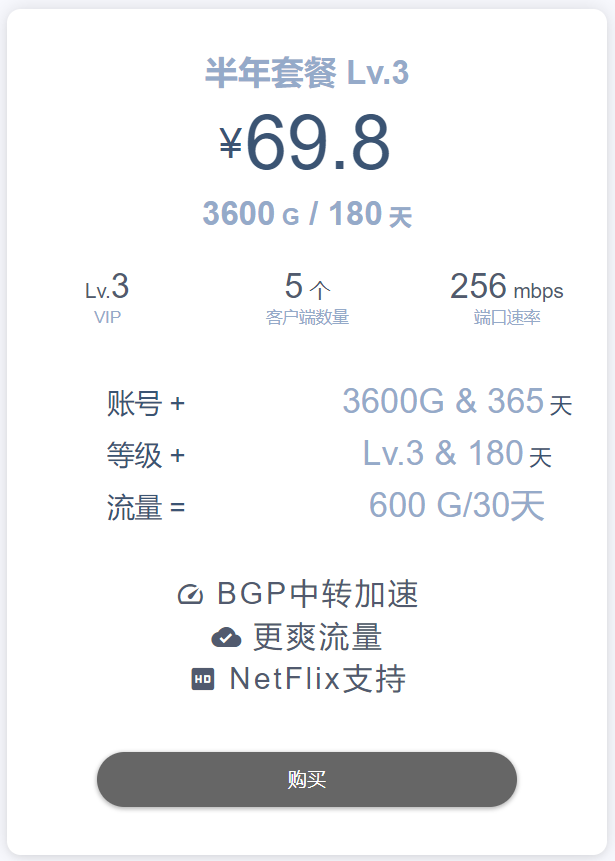 半年套餐 Lv.3
¥69.8
3600 G / 180 天
Lv.3 5 个 256 mbps
VIP 客户端数量 端口速率
账号 + 3600G & 365 天
等级 + Lv.3 & 180 天
流量 = 600 G/30天
BGP中转加速
更爽流量
HD NetFlix支持
购买